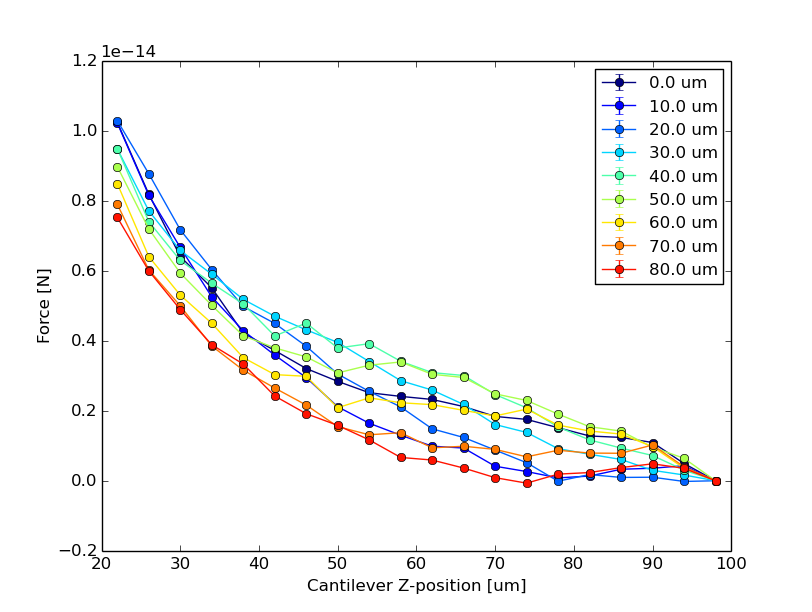 1e−14
1.2
1.0
0.8
0.6
0.4
0.2
0.0
−0.2
Force [N]
0.0 um
10.0 um
20.0 um
30.0 um
40.0 um
50.0 um
60.0 um
70.0 um
80.0 um
20 30 40 50 60 70 80 90 100
Cantilever Z-position [um]